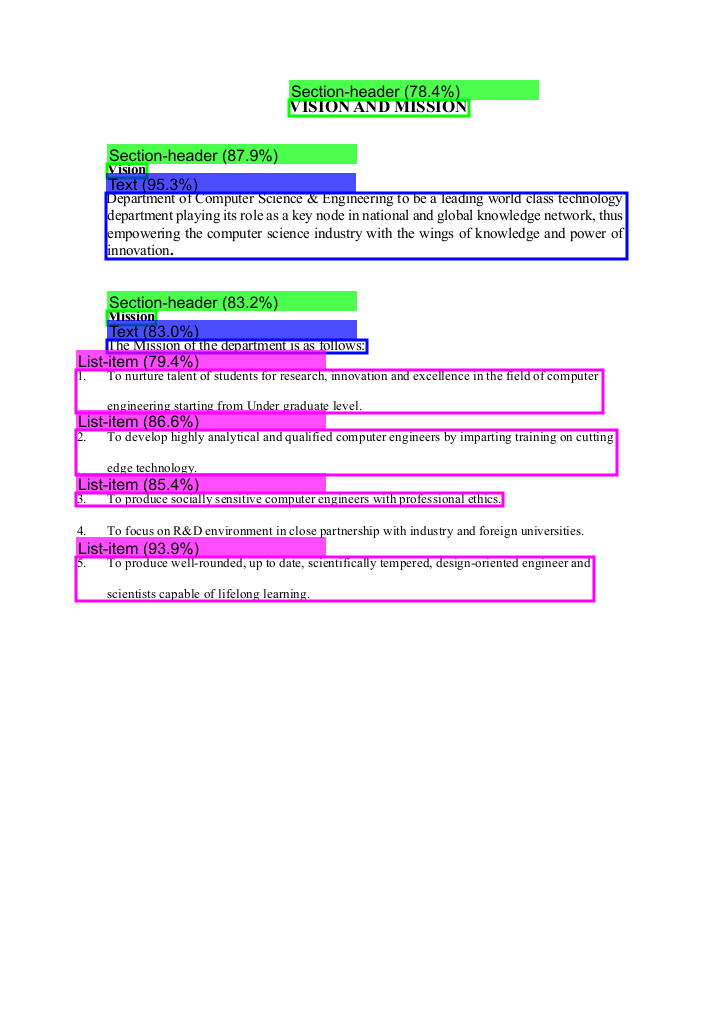 Section-header (78.4%)
VISION AND MISSION
Section-header (87.9%)
Vision
Text (95.3%)
Department of Computer Science & Engineering to be a leading world class technology
department playing its role as a key node in national and global knowledge network, thus
empowering the computer science industry with the wings of knowledge and power of
innovation.
Section-header (83.2%)
Mission
Text (83.0%)
The Mission of the department is as follows:
List-item (79.4%)
1. To nurture talent of students for research, innovation and excellence in the field of computer
engineering starting from Under graduate level.
List-item (86.6%)
2. To develop highly analytical and qualified computer engineers by imparting training on cutting
edge technology.
List-item (85.4%)
3. To produce socially sensitive computer engineers with professional ethics.
4. To focus on R&D environment in close partnership with industry and foreign universities.
List-item (93.9%)
5. To produce well-rounded, up to date, scientifically tempered, design-oriented engineer and
scientists capable of lifelong learning.